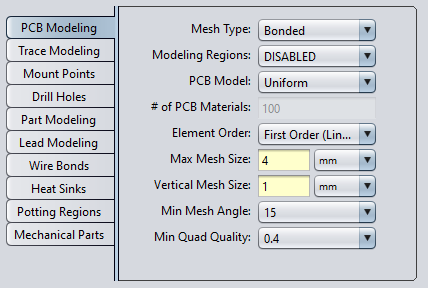 PCB Modeling
Trace Modeling
Mount Points
Drill Holes
Part Modeling
Lead Modeling
Wire Bonds
Heat Sinks
Potting Regions
Mechanical Parts
Mesh Type: Bonded
Modeling Regions: DISABLED
PCB Model: Uniform
# of PCB Materials: 100
Element Order: First Order (Lin...
Max Mesh Size: 4 mm
Vertical Mesh Size: 1 mm
Min Mesh Angle: 15
Min Quad Quality: 0.4